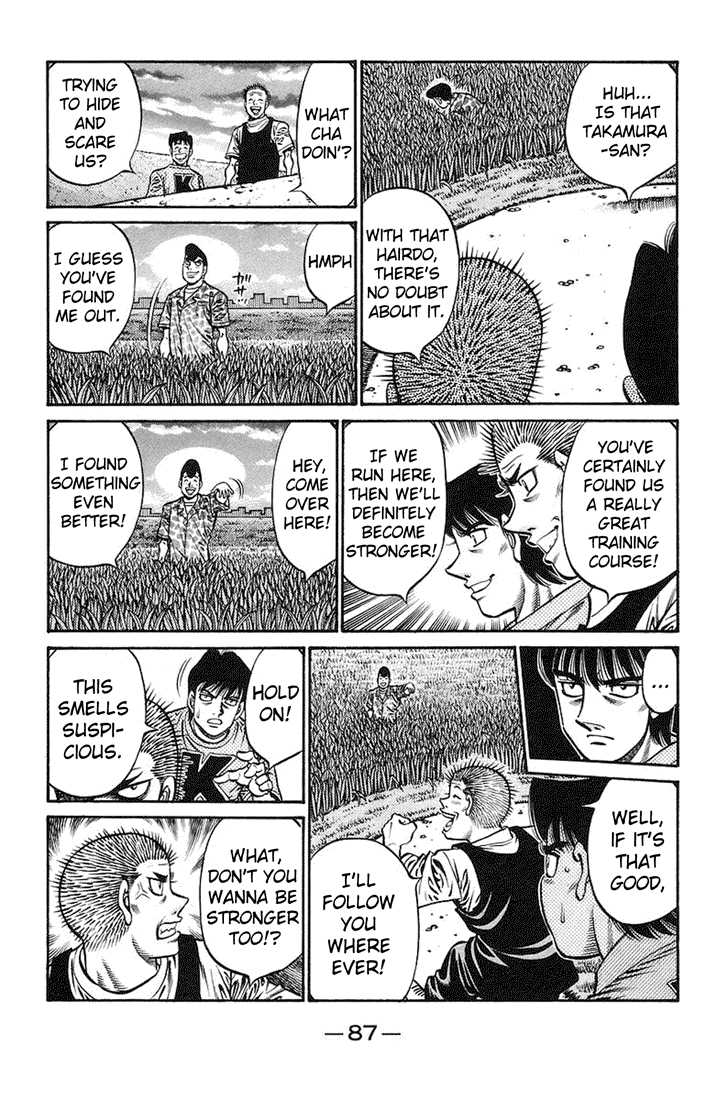 HUH...
IS THAT
TAKAMURA
-SAN?
WITH THAT
HAIRDO,
THERE'S
NO DOUBT
ABOUT IT.
WHAT
CHA
DOIN'?
TRYING
TO HIDE
AND
SCARE
US?
HMPH
ガサ…
I GUESS
YOU'VE
FOUND
ME OUT.
YOU'VE
CERTAINLY
FOUND US
A REALLY
GREAT
TRAINING
COURSE!
IF WE
RUN HERE,
THEN WE'LL
DEFINITELY
BECOME
STRONGER!
HEY,
COME
OVER
HERE!
I FOUND
SOMETHING
EVEN
BETTER!
...
WELL,
IF IT'S
THAT
GOOD,
I'LL
FOLLOW
YOU
WHERE
EVER!
HOLD
ON!
K
THIS
SMELLS
SUSPI-
CIOUS.
WHAT,
DON'T YOU
WANNA BE
STRONGER
TOO!?
—87—